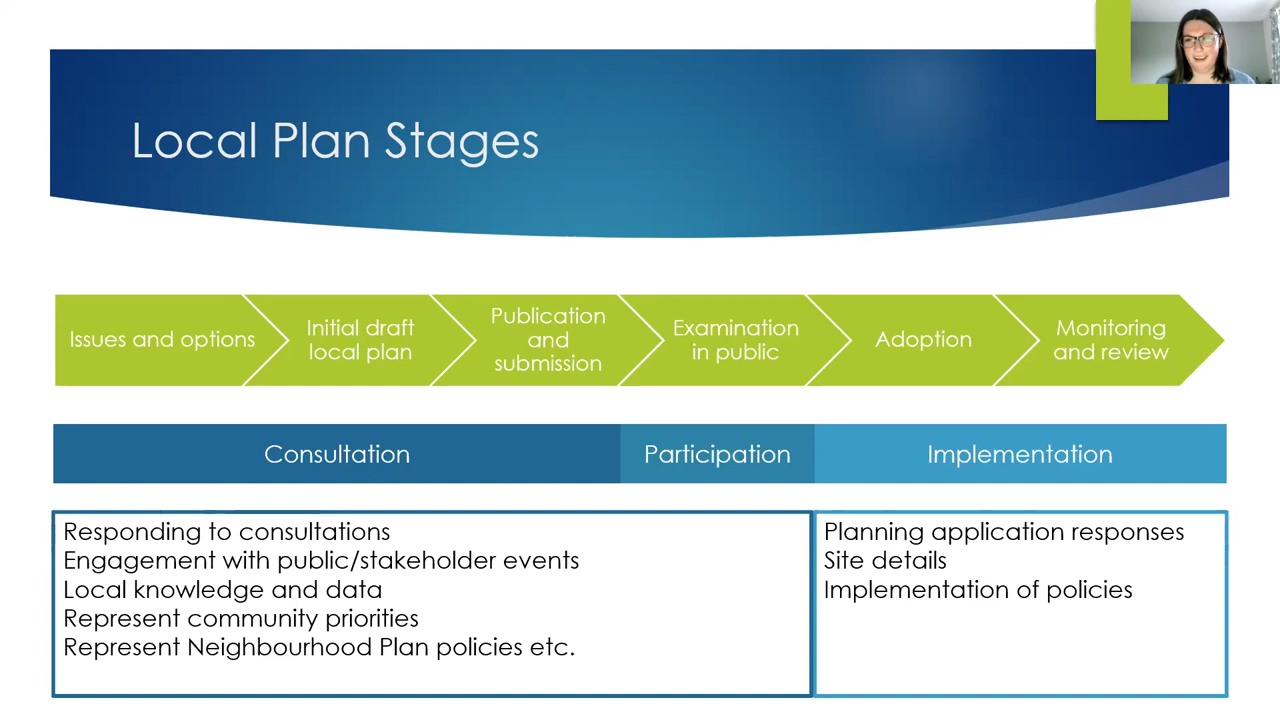 Local Plan Stages
Issues and options
Initial draft
local plan
Publication
and
submission
Examination
in public
Adoption
Monitoring
and review
Consultation
Participation
Implementation
Responding to consultations
Engagement with public/stakeholder events
Local knowledge and data
Represent community priorities
Represent Neighbourhood Plan policies etc.
Planning application responses
Site details
Implementation of policies